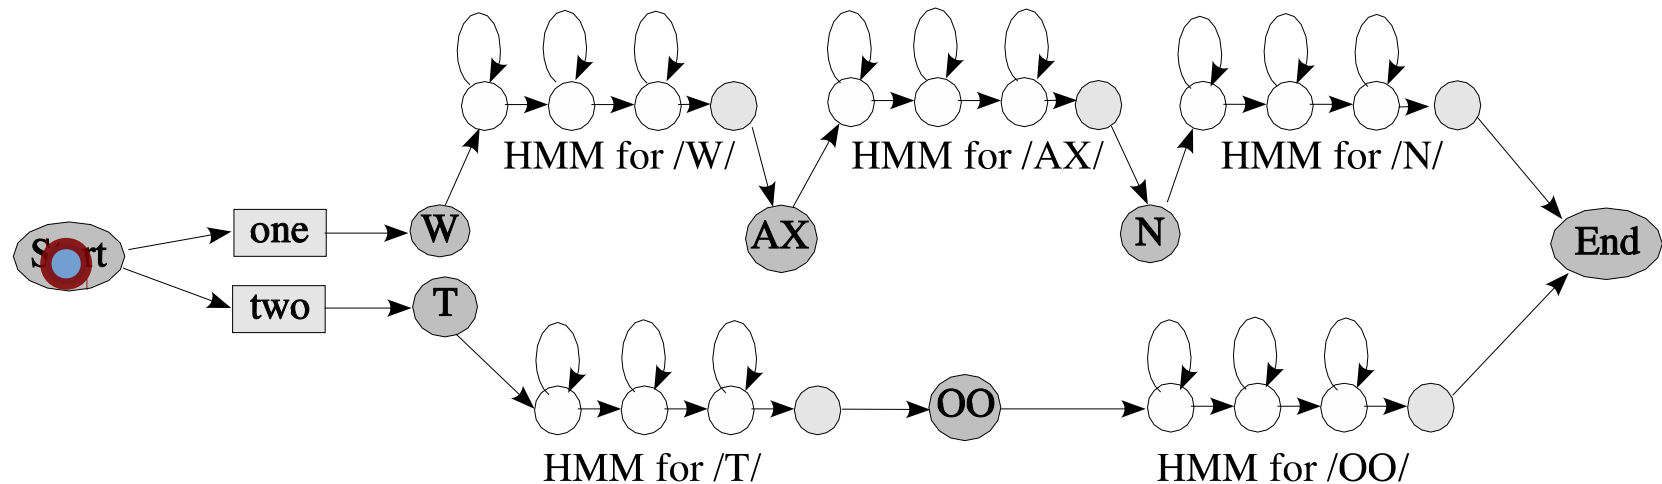 HMM for /W/
HMM for /AX/
HMM for /N/
one
W
AX
N
End
two
T
OO
HMM for /T/
HMM for /OO/